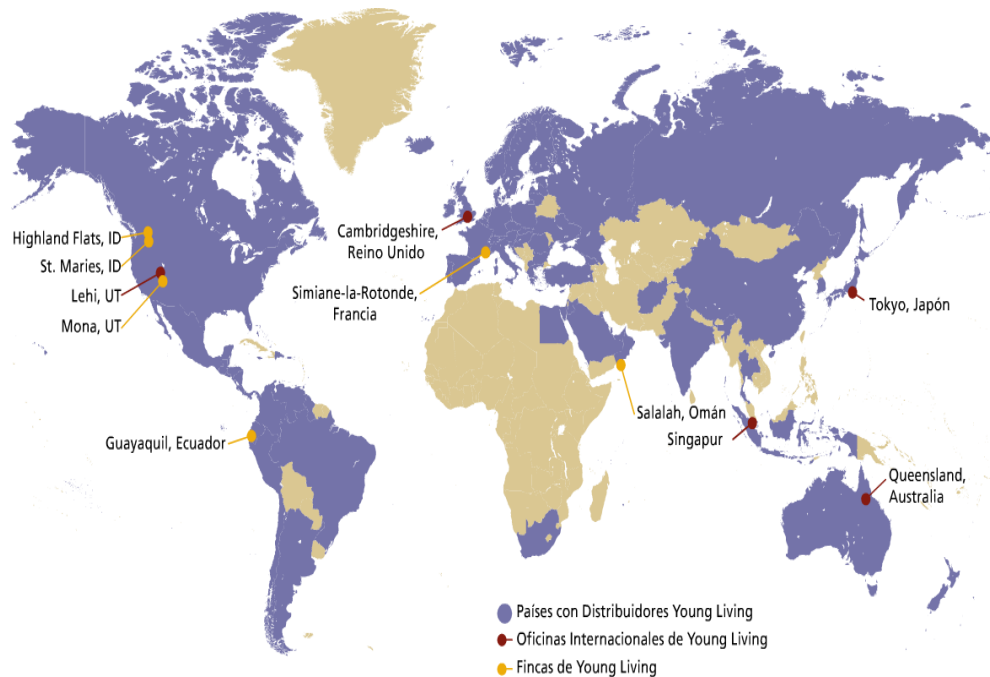 Highland Flats, ID
St. Maries, ID
Lehi, UT
Mona, UT
Cambridgeshire,
Reino Unido
Simiane-la-Rotonde,
Francia
Tokyo, Japón
Salalah, Omán
Singapur
Guayaquil, Ecuador
Queensland,
Australia
Países con Distribuidores Young Living
Oficinas Internacionales de Young Living
Fincas de Young Living